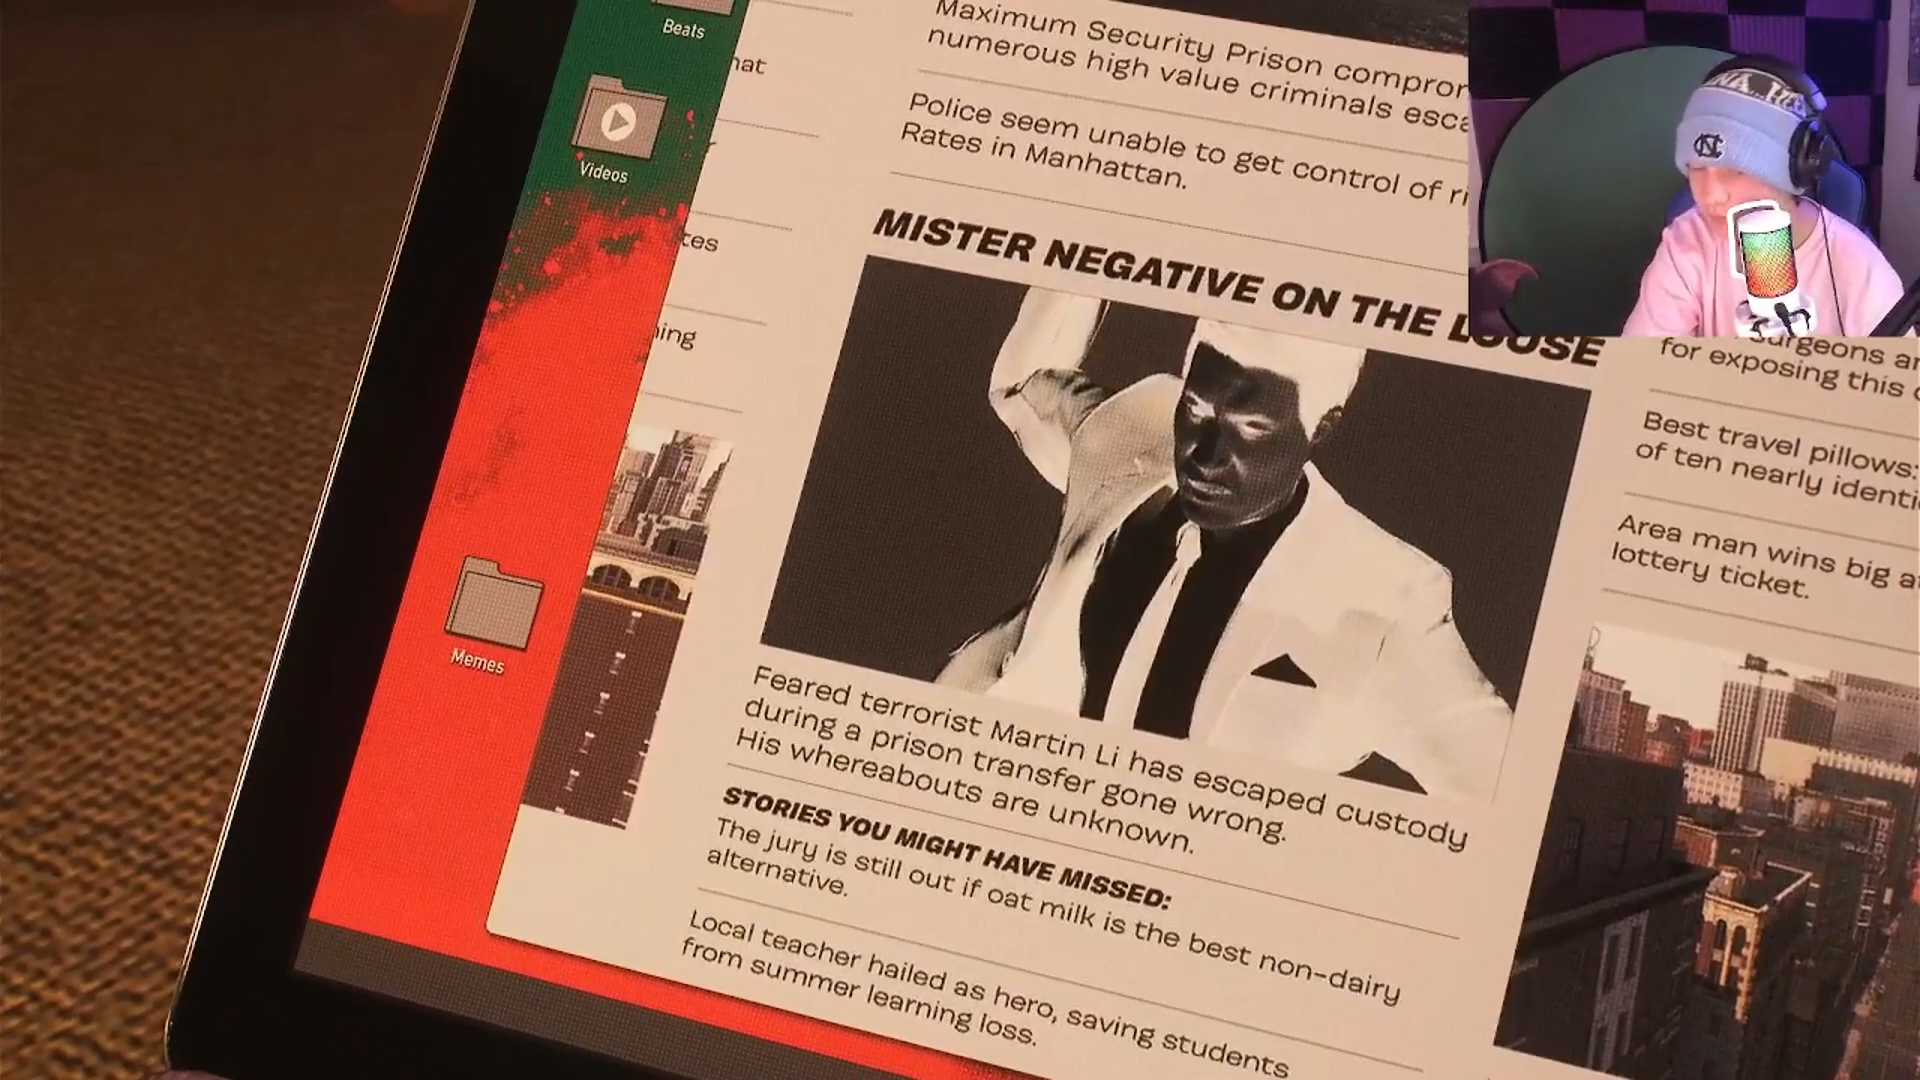 Beats
Videos
Memes
tes
Maximum Security Prison
numerous high value criminals
Police seem unable to get control of
Rates in Manhattan.
MISTER NEGATIVE ON THE LOOSE
Feared terrorist Martin Li has escaped custody
during a prison transfer gone wrong.
His whereabouts are unknown.
STORIES YOU MIGHT HAVE MISSED:
The jury is still out if oat milk is the best non-dairy
alternative.
Local teacher hailed as hero, saving students
from summer learning loss.
for exposing this
Best travel pillows:
of ten nearly
Area man wins big
lottery ticket.
NC